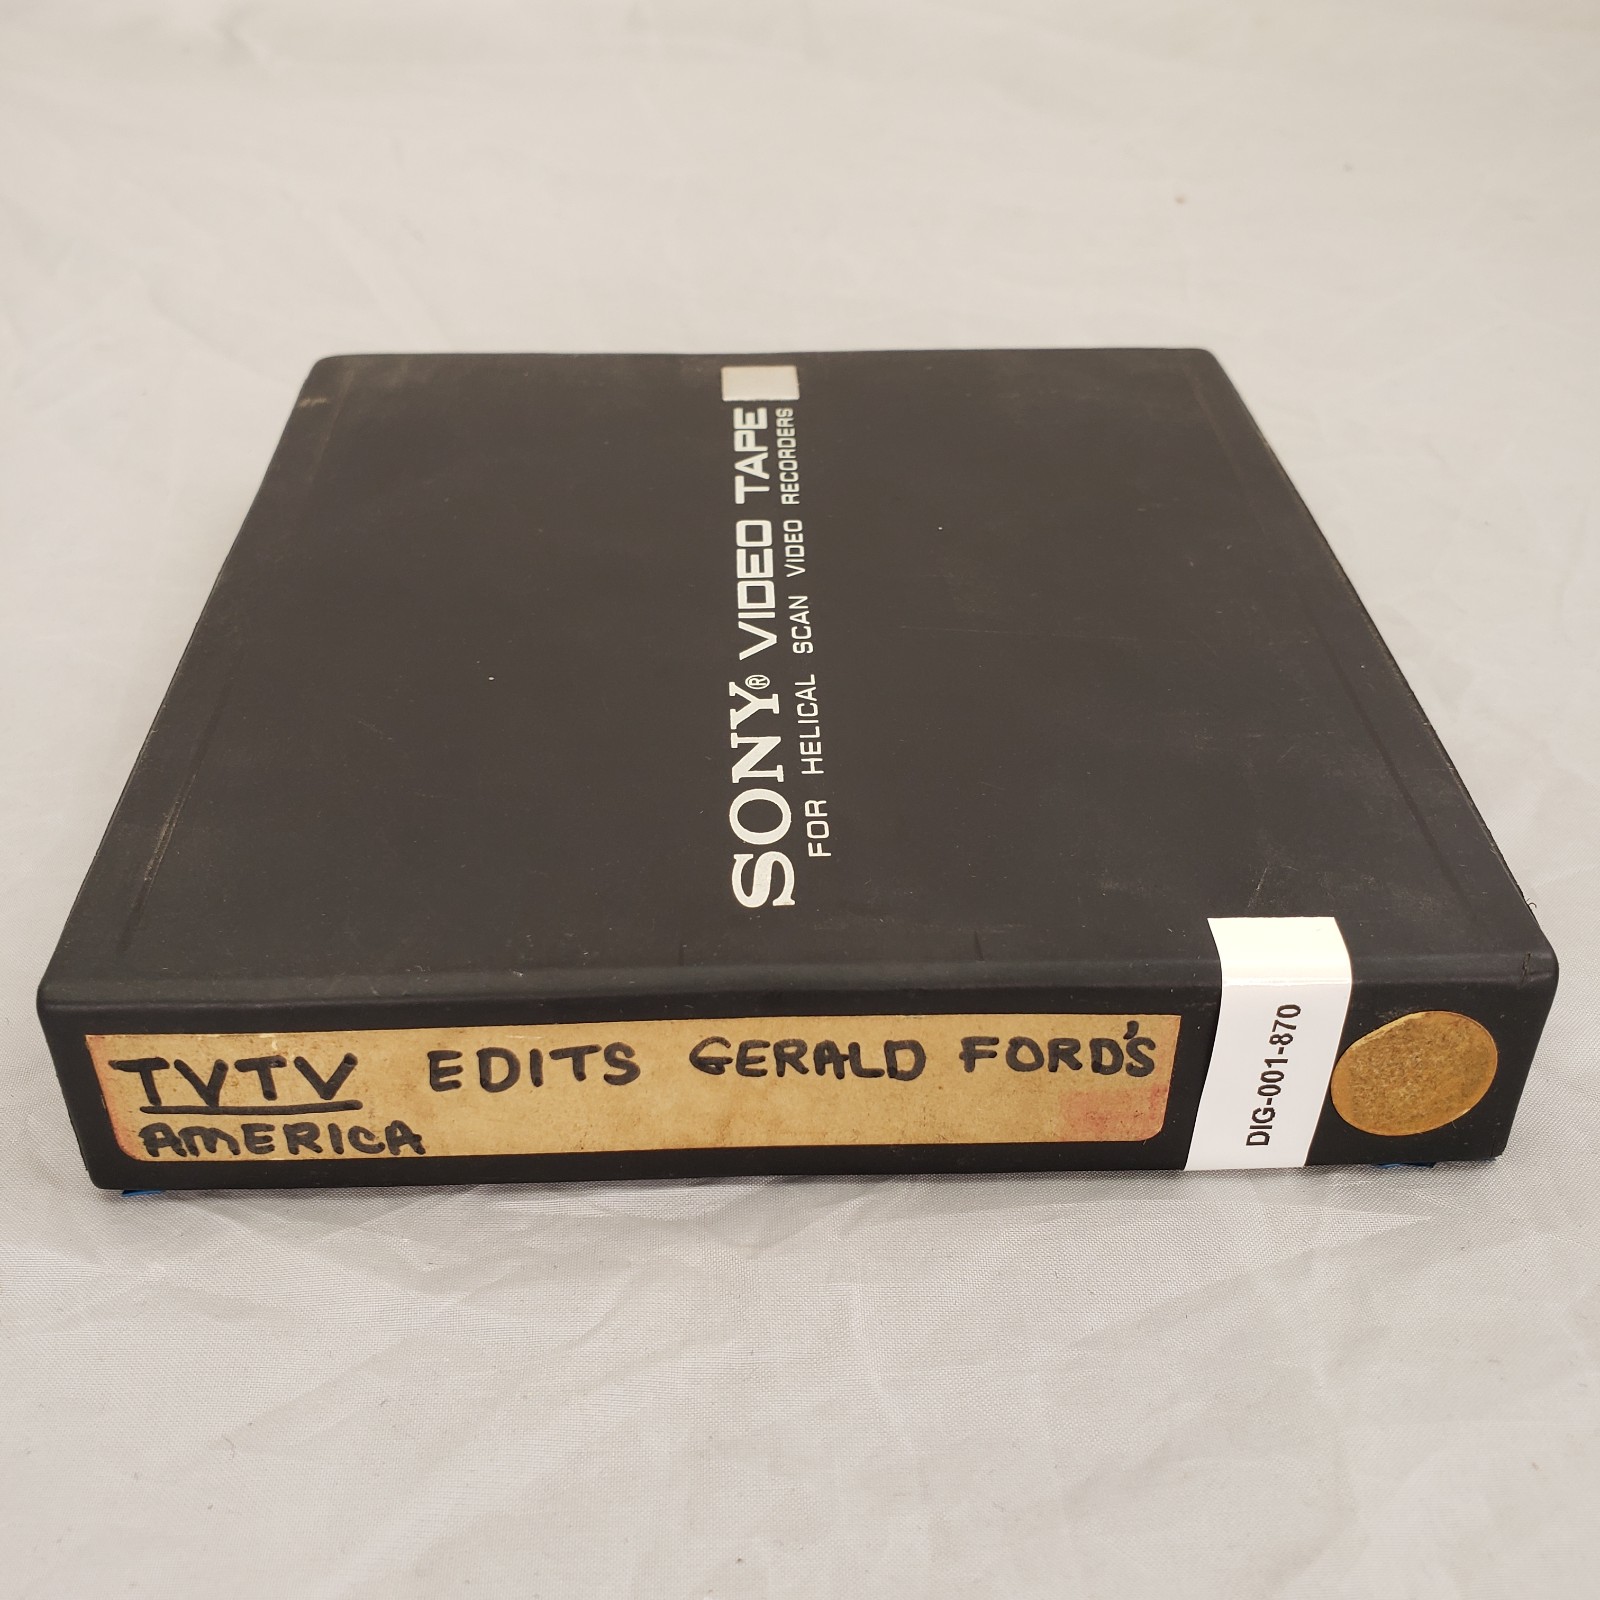 SONY® VIDEO TAPE
FOR HELICAL SCAN VIDEO RECORDERS
TVTV EDITS GERALD FORD'S
AMERICA
DIG-001-870